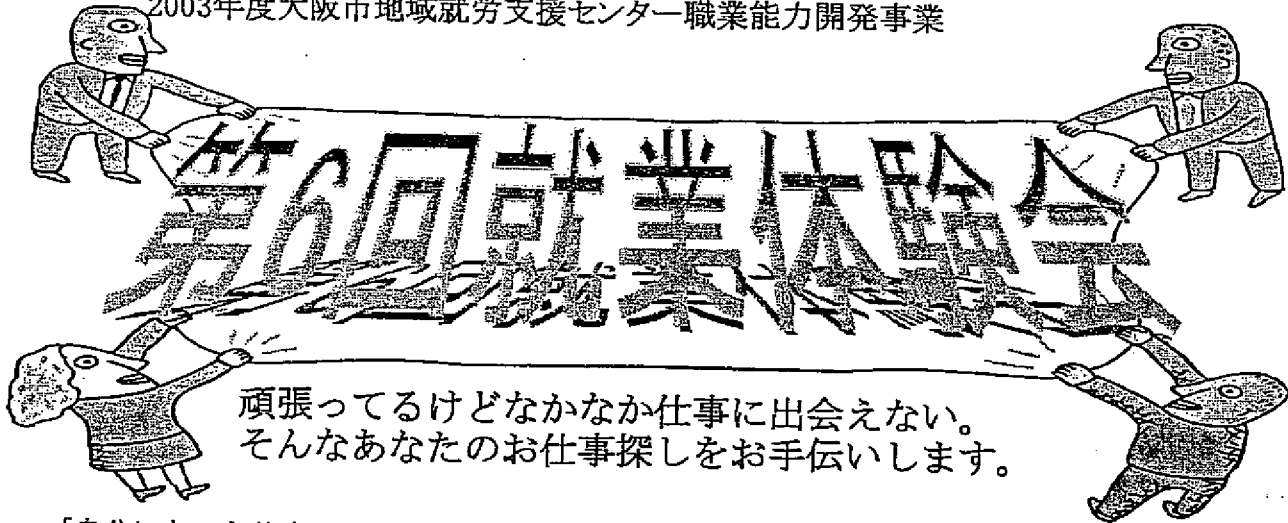 2003年度大阪市地域就労支援センター職業能力開発事業
第6回就業体験会
頑張ってるけどなかなか仕事に出会えない。
そんなあなたのお仕事探しをお手伝いします。